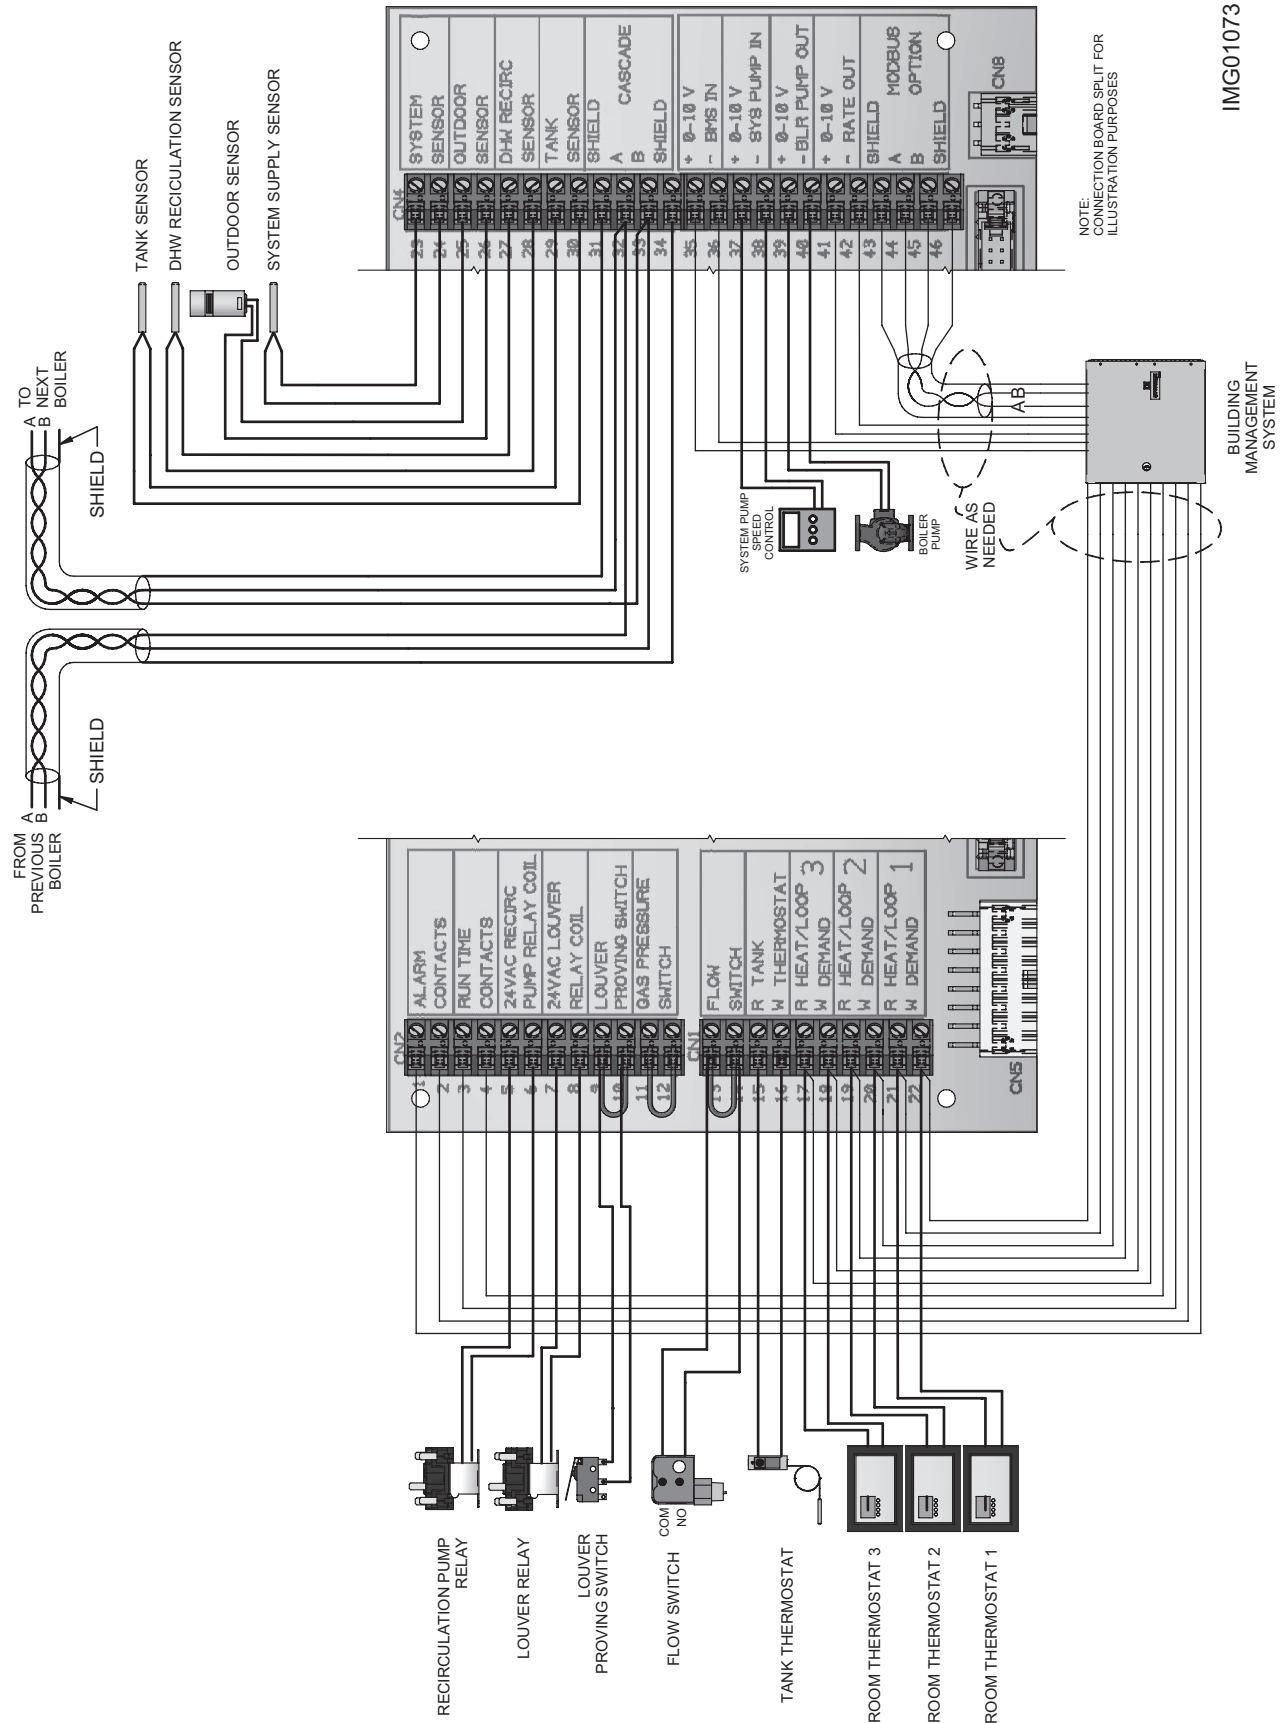 FROM
PREVIOUS
BOILER
A
B
SHIELD
A
B
TO
NEXT
BOILER
SHIELD
TANK SENSOR
DHW RECICULATION SENSOR
OUTDOOR SENSOR
SYSTEM SUPPLY SENSOR
CN2
1
2
3
4
5
6
7
8
9
10
11
12
ALARM
CONTACTS
RUN TIME
CONTACTS
24VAC RECIRC
PUMP RELAY COIL
24VAC LOUVER
RELAY COIL
LOUVER
PROVING SWITCH
GAS PRESSURE
SWITCH
CN1
13
14
15
16
17
18
19
20
21
22
FLOW
SWITCH
R TANK
W THERMOSTAT
R HEAT/LOOP 3
W DEMAND
R HEAT/LOOP 2
W DEMAND
R HEAT/LOOP 1
W DEMAND
CN5
CN4
23
24
25
26
27
28
29
30
31
32
33
34
SYSTEM
SENSOR
OUTDOOR
SENSOR
DHW RECIRC
SENSOR
TANK
SENSOR
SHIELD
A
B
CASCADE
SHIELD
35
36
37
38
39
40
41
42
43
44
45
46
+ 0-10 V
- BMS IN
+ 0-10 V
- SYS PUMP IN
+ 0-10 V
- BLR PUMP OUT
+ 0-10 V
- RATE OUT
SHIELD
A MODBUS
B OPTION
SHIELD
CN8
RECIRCULATION PUMP
RELAY
LOUVER RELAY
LOUVER
PROVING SWITCH
FLOW SWITCH
COM
NO
TANK THERMOSTAT
ROOM THERMOSTAT 3
ROOM THERMOSTAT 2
ROOM THERMOSTAT 1
SYSTEM PUMP
SPEED
CONTROL
BOILER
PUMP
WIRE AS
NEEDED
A
B
BUILDING
MANAGEMENT
SYSTEM
NOTE:
CONNECTION BOARD SPLIT FOR
ILLUSTRATION PURPOSES
IMG01073